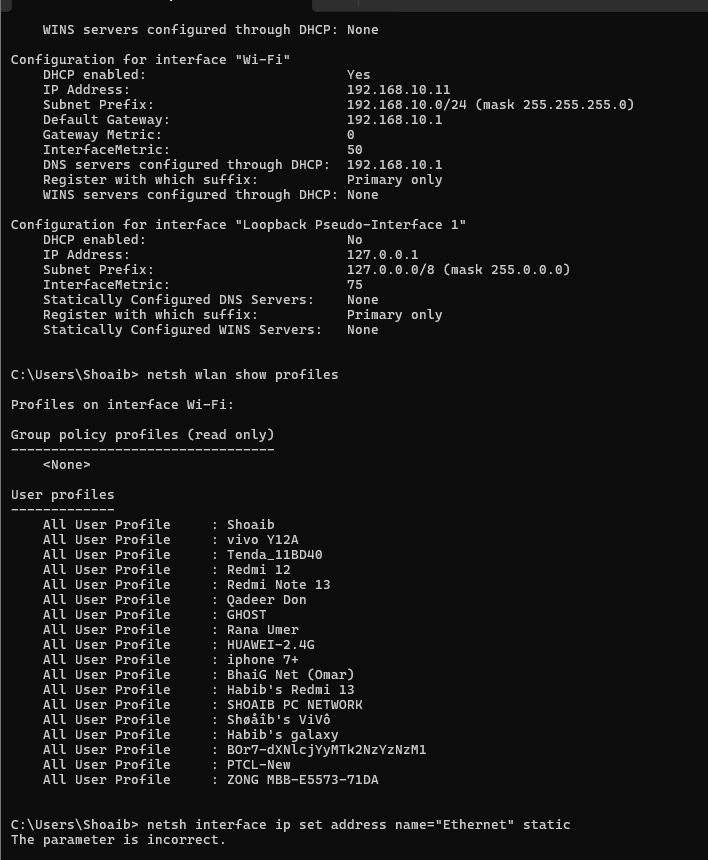 WINS servers configured through DHCP: None
Configuration for interface "Wi-Fi"
DHCP enabled: Yes
IP Address: 192.168.10.11
Subnet Prefix: 192.168.10.0/24 (mask 255.255.255.0)
Default Gateway: 192.168.10.1
Gateway Metric: 0
InterfaceMetric: 50
DNS servers configured through DHCP: 192.168.10.1
Register with which suffix: Primary only
WINS servers configured through DHCP: None
Configuration for interface "Loopback Pseudo-Interface 1"
DHCP enabled: No
IP Address: 127.0.0.1
Subnet Prefix: 127.0.0.0/8 (mask 255.0.0.0)
InterfaceMetric: 75
Statically Configured DNS Servers: None
Register with which suffix: Primary only
Statically Configured WINS Servers: None
C:\Users\Shoaib> netsh wlan show profiles
Profiles on interface Wi-Fi:
Group policy profiles (read only)
---------------------------------
<None>
User profiles
-------------
All User Profile : Shoaib
All User Profile : vivo Y12A
All User Profile : Tenda_11BD40
All User Profile : Redmi 12
All User Profile : Redmi Note 13
All User Profile : Qadeer Don
All User Profile : GHOST
All User Profile : Rana Umer
All User Profile : HUAWEI-2.4G
All User Profile : iphone 7+
All User Profile : BhaiG Net (Omar)
All User Profile : Habib's Redmi 13
All User Profile : SHOAIB PC NETWORK
All User Profile : Shøåîb's ViVô
All User Profile : Habib's galaxy
All User Profile : BOr7-dXNlcjYyMTk2NzYzNzM1
All User Profile : PTCL-New
All User Profile : ZONG MBB-E5573-71DA
C:\Users\Shoaib> netsh interface ip set address name="Ethernet" static
The parameter is incorrect.